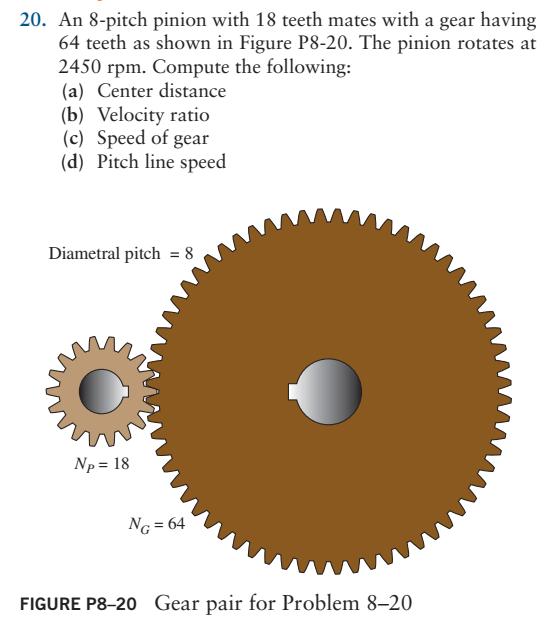 20. An 8-pitch pinion with 18 teeth mates with a gear having
64 teeth as shown in Figure P8-20. The pinion rotates at
2450 rpm. Compute the following:
(a) Center distance
(b) Velocity ratio
(c) Speed of gear
(d) Pitch line speed
Diametral pitch = 8
N_P = 18
N_G = 64
FIGURE P8–20 Gear pair for Problem 8–20